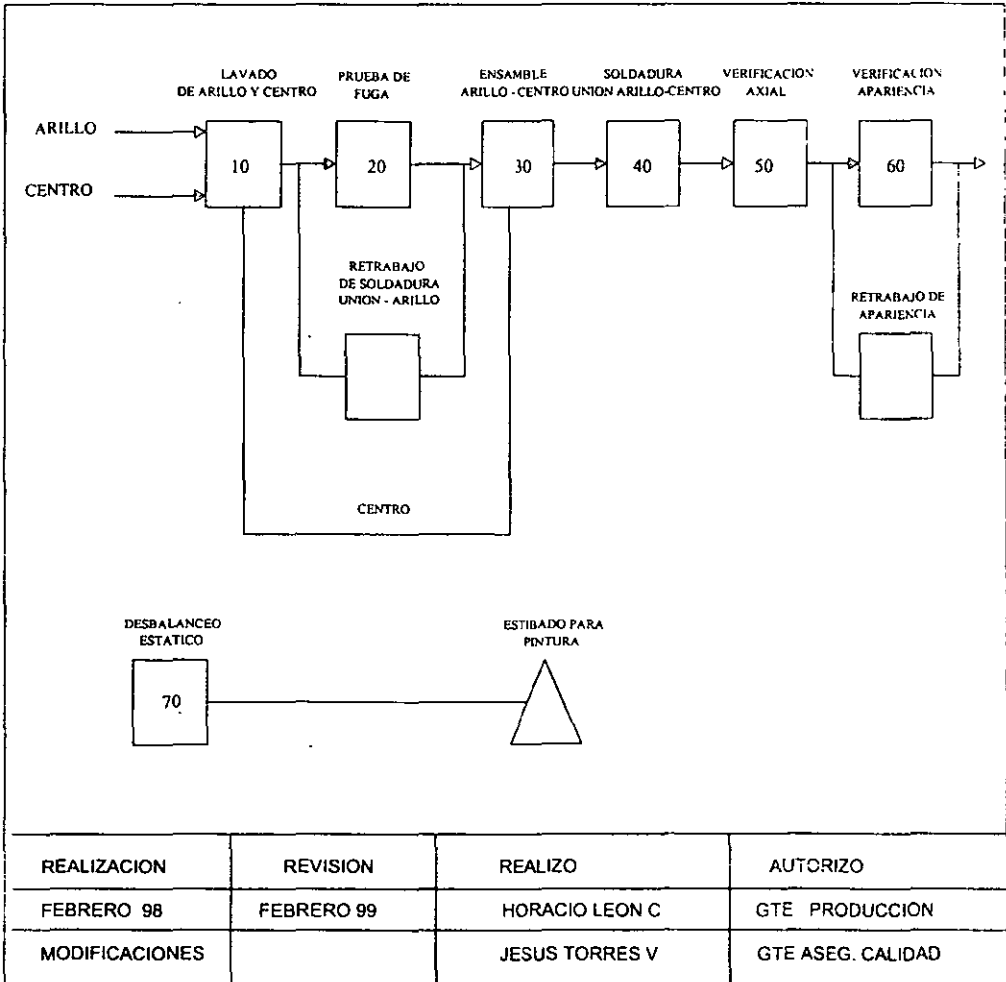 LAVADO
DE ARILLO Y CENTRO
PRUEBA DE
FUGA
ENSAMBLE
ARILLO - CENTRO
SOLDADURA
UNION ARILLO-CENTRO
VERIFICACION
AXIAL
VERIFICACION
APARIENCIA
ARILLO
CENTRO
10
20
30
40
50
60
RETRABAJO
DE SOLDADURA
UNION - ARILLO
RETRABAJO DE
APARIENCIA
CENTRO
DESBALANCEO
ESTATICO
70
ESTIBADO PARA
PINTURA
REALIZACION REVISION REALIZO AUTORIZO
FEBRERO 98 FEBRERO 99 HORACIO LEON C GTE PRODUCCION
MODIFICACIONES JESUS TORRES V GTE ASEG. CALIDAD